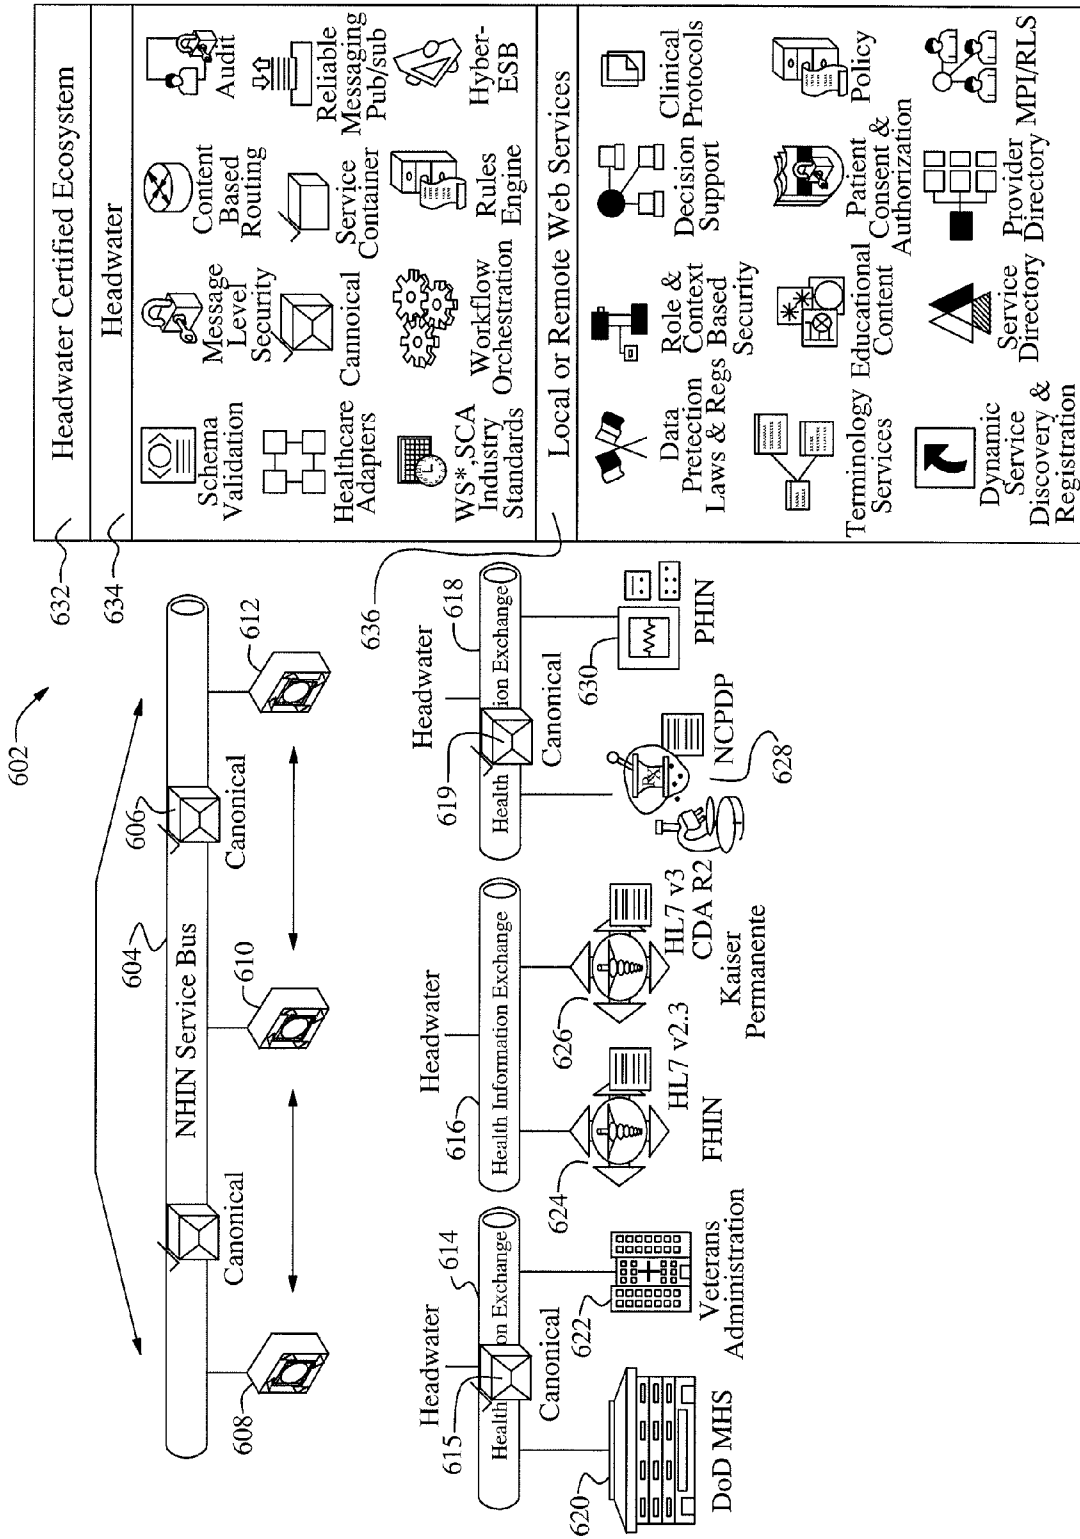 602
604
NHIN Service Bus
606
Canonical
Canonical
608
610
612
Headwater
Headwater
Headwater
614
615
616
618
619
Health
on Exchange
Health Information Exchange
Health
ion Exchange
Canonical
Canonical
620
622
624
626
628
630
DoD MHS
Veterans
Administration
HL7 v2.3
FHIN
HL7 v3
CDA R2
Kaiser
Permanente
NCPDP
PHIN
632
634
636
Headwater Certified Ecosystem
Headwater
Schema
Validation
Message
Level
Security
Content
Based
Routing
Audit
Healthcare
Adapters
Cannoical
Service
Container
Reliable
Messaging
Pub/sub
WS*,SCA
Industry
Standards
Workflow
Orchestration
Rules
Engine
Hyber-
ESB
Local or Remote Web Services
Data
Pretection
Laws & Regs
Role &
Context
Based
Security
Decision
Support
Clinical
Protocols
Terminology
Services
Educational
Content
Patient
Consent &
Authorization
Policy
Dynamic
Service
Discovery &
Registration
Service
Directory
Provider
Directory
MPI/RLS